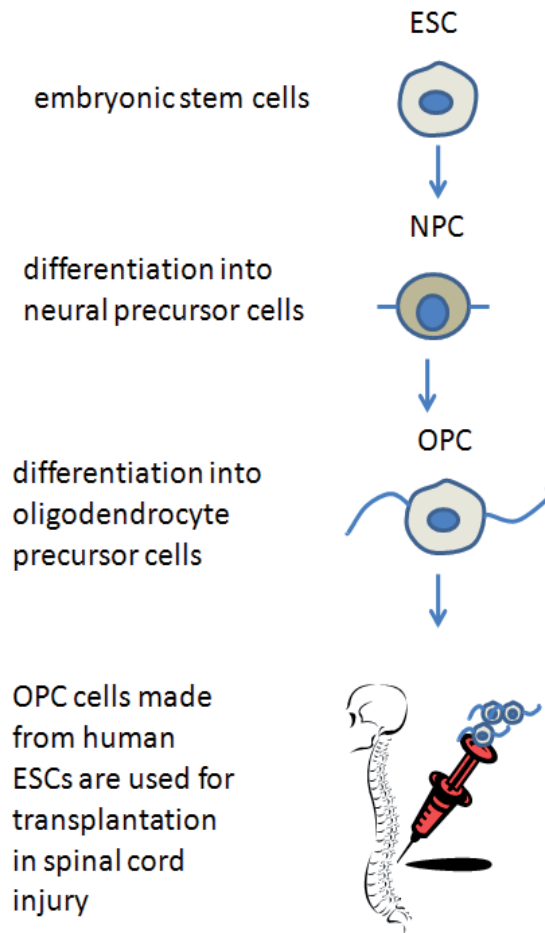 ESC
embryonic stem cells
NPC
differentiation into
neural precursor cells
OPC
differentiation into
oligodendrocyte
precursor cells
OPC cells made
from human
ESCs are used for
transplantation
in spinal cord
injury